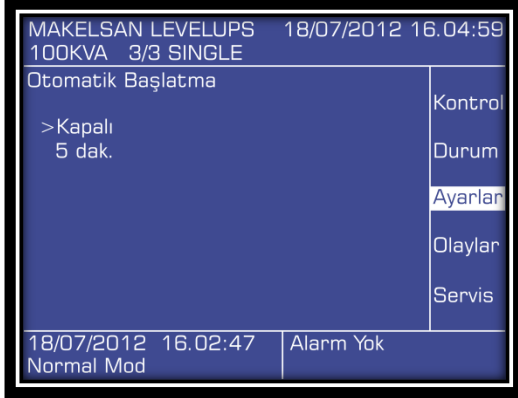 MAKELSAN LEVELUPS 18/07/2012 16.04:59
100KVA 3/3 SINGLE
Otomatik Başlatma
>Kapalı
5 dak.
Kontrol
Durum
Ayarlar
Olaylar
Servis
18/07/2012 16.02:47 Alarm Yok
Normal Mod